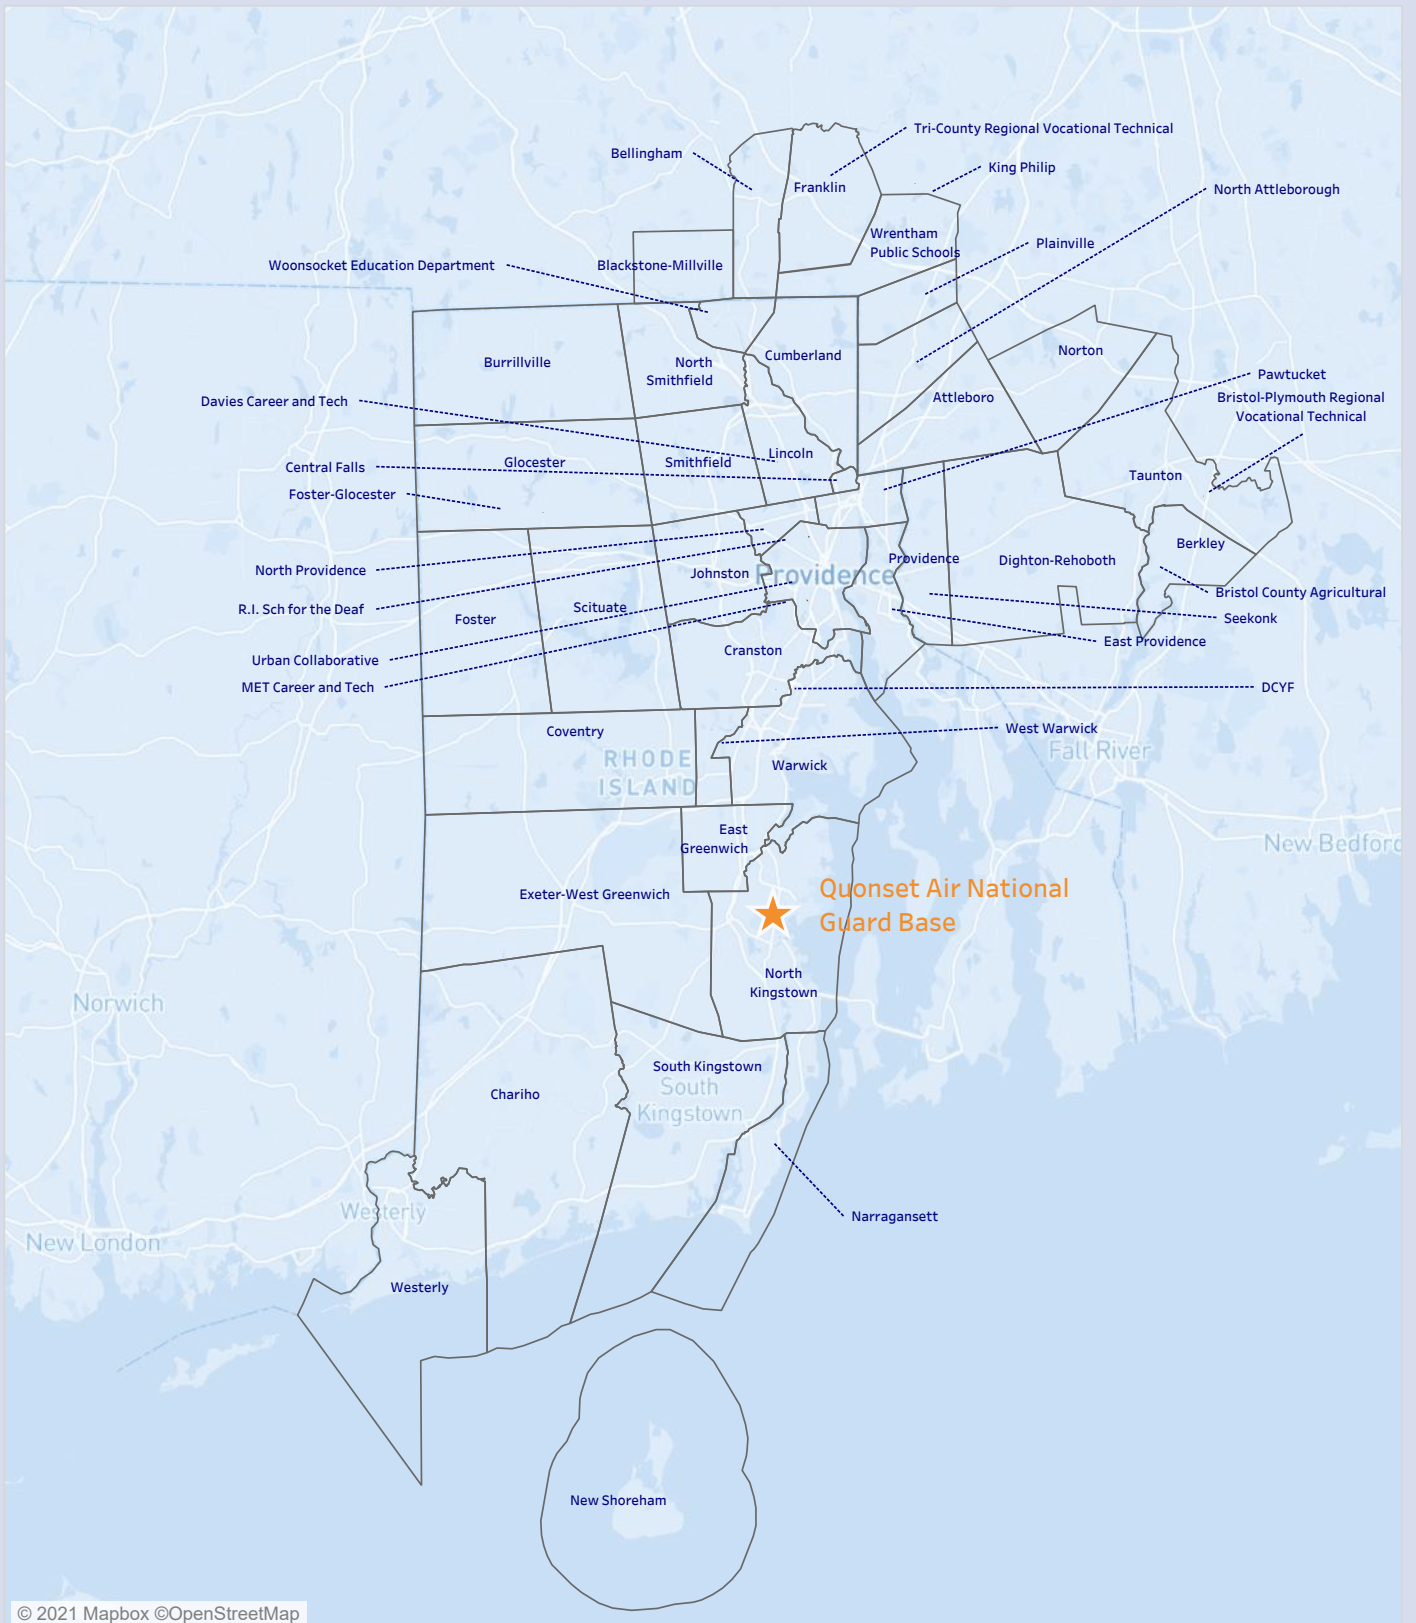 Tri-County Regional Vocational Technical
Bellingham
King Philip
Franklin
North Attleborough
Wrentham
Public Schools
Plainville
Woonsocket Education Department
Blackstone-Millville
Burrillville
North
Smithfield
Cumberland
Norton
Pawtucket
Attleboro
Bristol-Plymouth Regional
Vocational Technical
Davies Career and Tech
Lincoln
Glocester
Smithfield
Central Falls
Taunton
Foster-Glocester
Berkley
Providence
Dighton-Rehoboth
North Providence
Johnston
Providence
Bristol County Agricultural
R.I. Sch for the Deaf
Scituate
Foster
Seekonk
East Providence
Cranston
Urban Collaborative
MET Career and Tech
DCYF
Coventry
West Warwick
Fall River
RHODE
ISLAND
Warwick
East
Greenwich
New Bedford
Exeter-West Greenwich
Quonset Air National
Guard Base
North
Kingstown
Norwich
South Kingstown
South
Kingstown
Chariho
Westerly
Narragansett
New London
Westerly
New Shoreham
© 2021 Mapbox ©OpenStreetMap